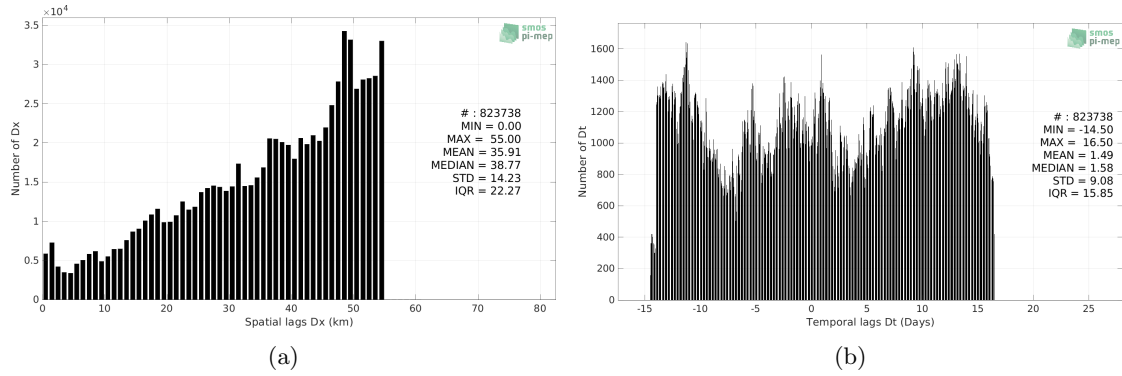 ×10⁴
3.5
3
2.5
2
1.5
1
0.5
0
Number of Dx
smos
pi-mep
# : 823738
MIN = 0.00
MAX = 55.00
MEAN = 35.91
MEDIAN = 38.77
STD = 14.23
IQR = 22.27
0 10 20 30 40 50 60 70 80
Spatial lags Dx (km)
(a)
1600
1400
1200
1000
800
600
400
200
0
Number of Dt
smos
pi-mep
# : 823738
MIN = -14.50
MAX = 16.50
MEAN = 1.49
MEDIAN = 1.58
STD = 9.08
IQR = 15.85
-15 -10 -5 0 5 10 15 20 25
Temporal lags Dt (Days)
(b)